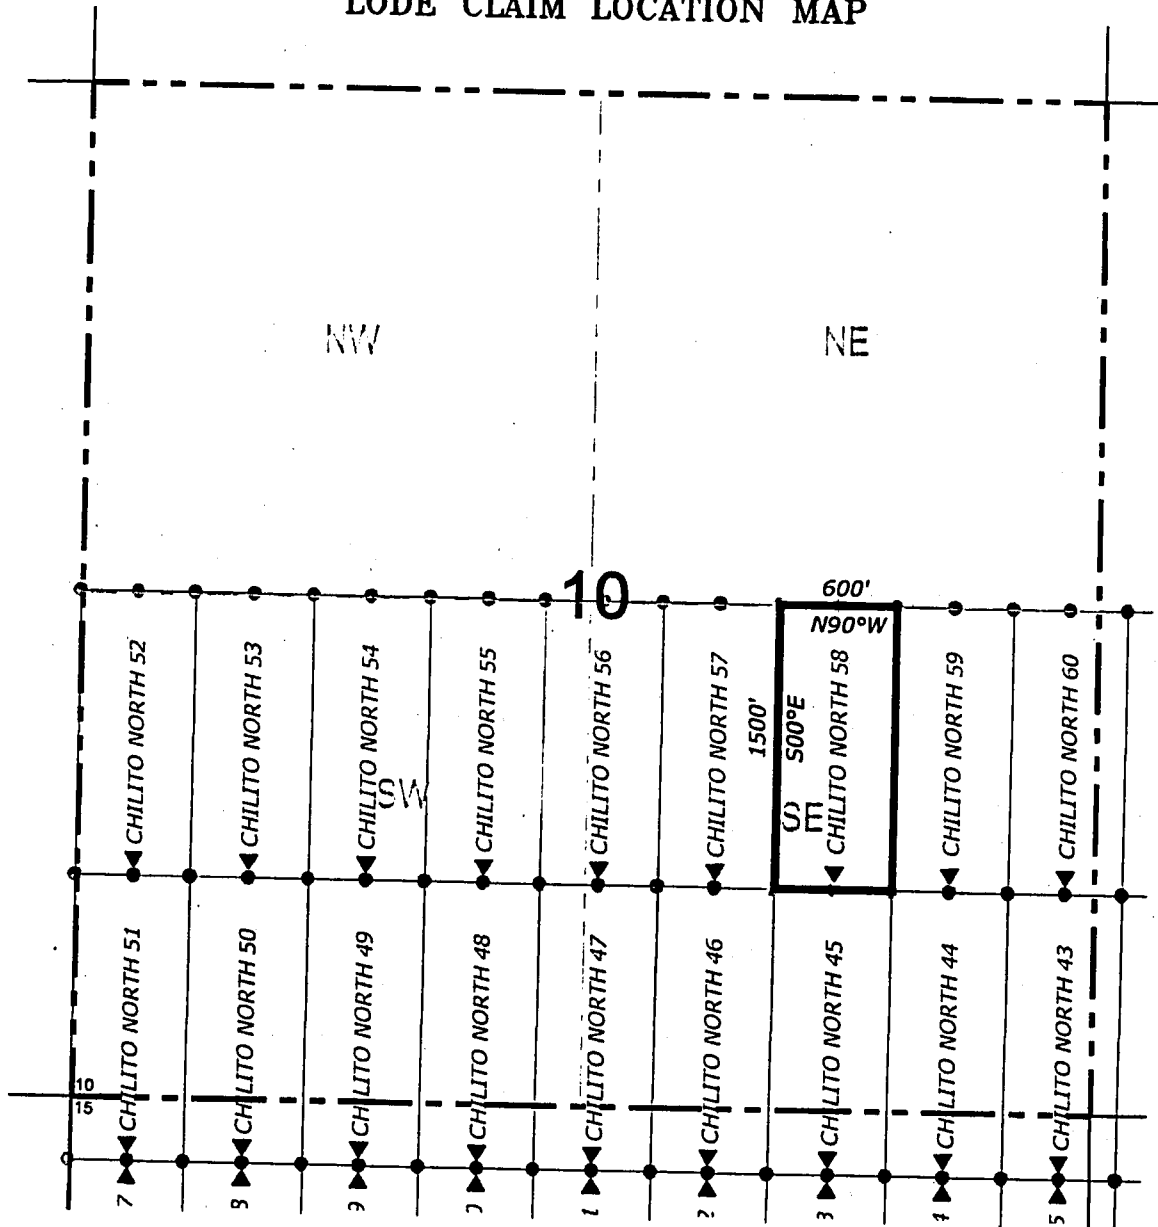 LODE CLAIM LOCATION MAP
NW
NE
10
600'
N90°W
CHILITO NORTH 52
CHILITO NORTH 53
CHILITO NORTH 54
CHILITO NORTH 55
CHILITO NORTH 56
CHILITO NORTH 57
1500'
S00°E
CHILITO NORTH 58
CHILITO NORTH 59
CHILITO NORTH 60
SW
SE
CHILITO NORTH 51
CHILITO NORTH 50
CHILITO NORTH 49
CHILITO NORTH 48
CHILITO NORTH 47
CHILITO NORTH 46
CHILITO NORTH 45
CHILITO NORTH 44
CHILITO NORTH 43
10
15